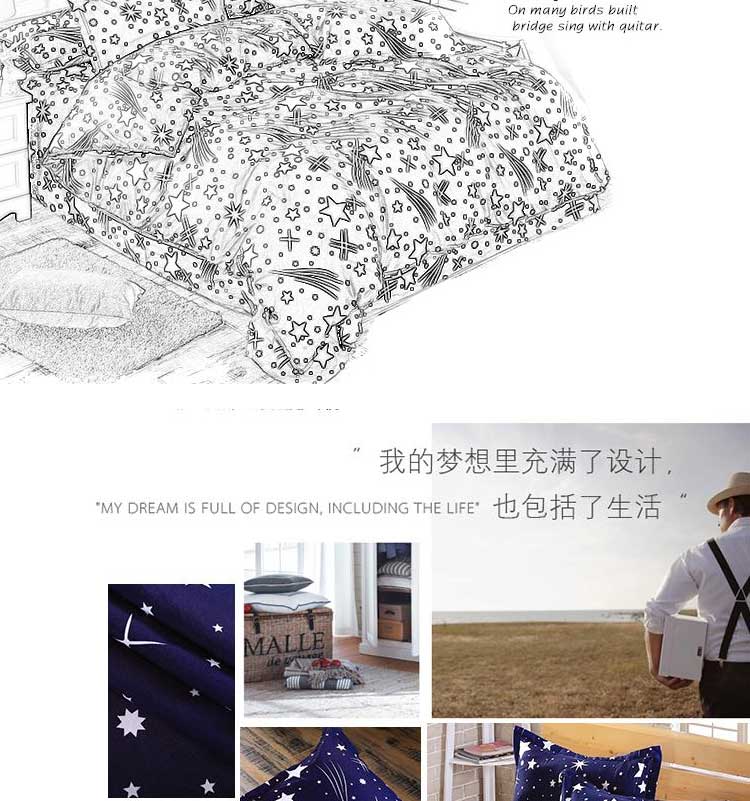 On many birds built
bridge sing with quitar.
” 我的梦想里充满了设计,
"MY DREAM IS FULL OF DESIGN, INCLUDING THE LIFE" 也包括了生活 “
MALLE
de